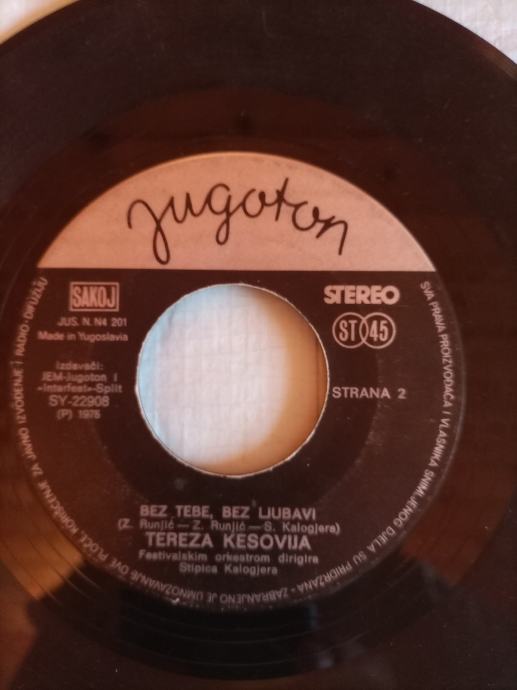 Jugoton
SAKOJ
JUS. N. N4 201
Made in Yugoslavia
STEREO
ST 45
Izdavači:
JEM-Jugoton i
»Interfest«-Split
SY-22908
(P) 1975
STRANA 2
BEZ TEBE, BEZ LJUBAVI
(Z. Runjić — Z. Runjić — S. Kalogjera)
TEREZA KESOVIJA
Festivalskim orkestrom dirigira
Stipica Kalogjera
SVA PRAVA PROIZVOĐAČA I VLASNIKA SNIMLJENOG DJELA SU PRIDRŽANA - ZABRANJENO JE UMNOŽAVANJE OVE PLOČE, KORIŠĆENJE ZA JAVNO IZVOĐENJE I RADIO-DIFUZIJU